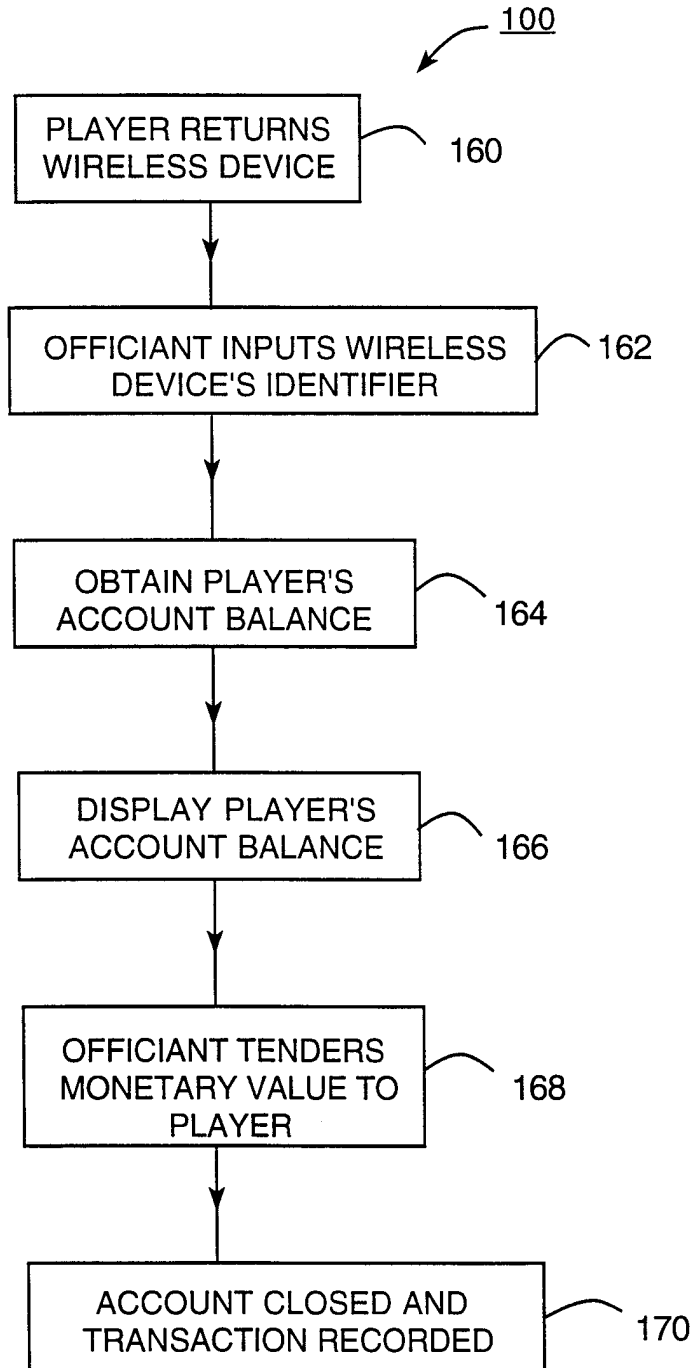 100
PLAYER RETURNS
WIRELESS DEVICE
160
OFFICIANT INPUTS WIRELESS
DEVICE'S IDENTIFIER
162
OBTAIN PLAYER'S
ACCOUNT BALANCE
164
DISPLAY PLAYER'S
ACCOUNT BALANCE
166
OFFICIANT TENDERS
MONETARY VALUE TO
PLAYER
168
ACCOUNT CLOSED AND
TRANSACTION RECORDED
170